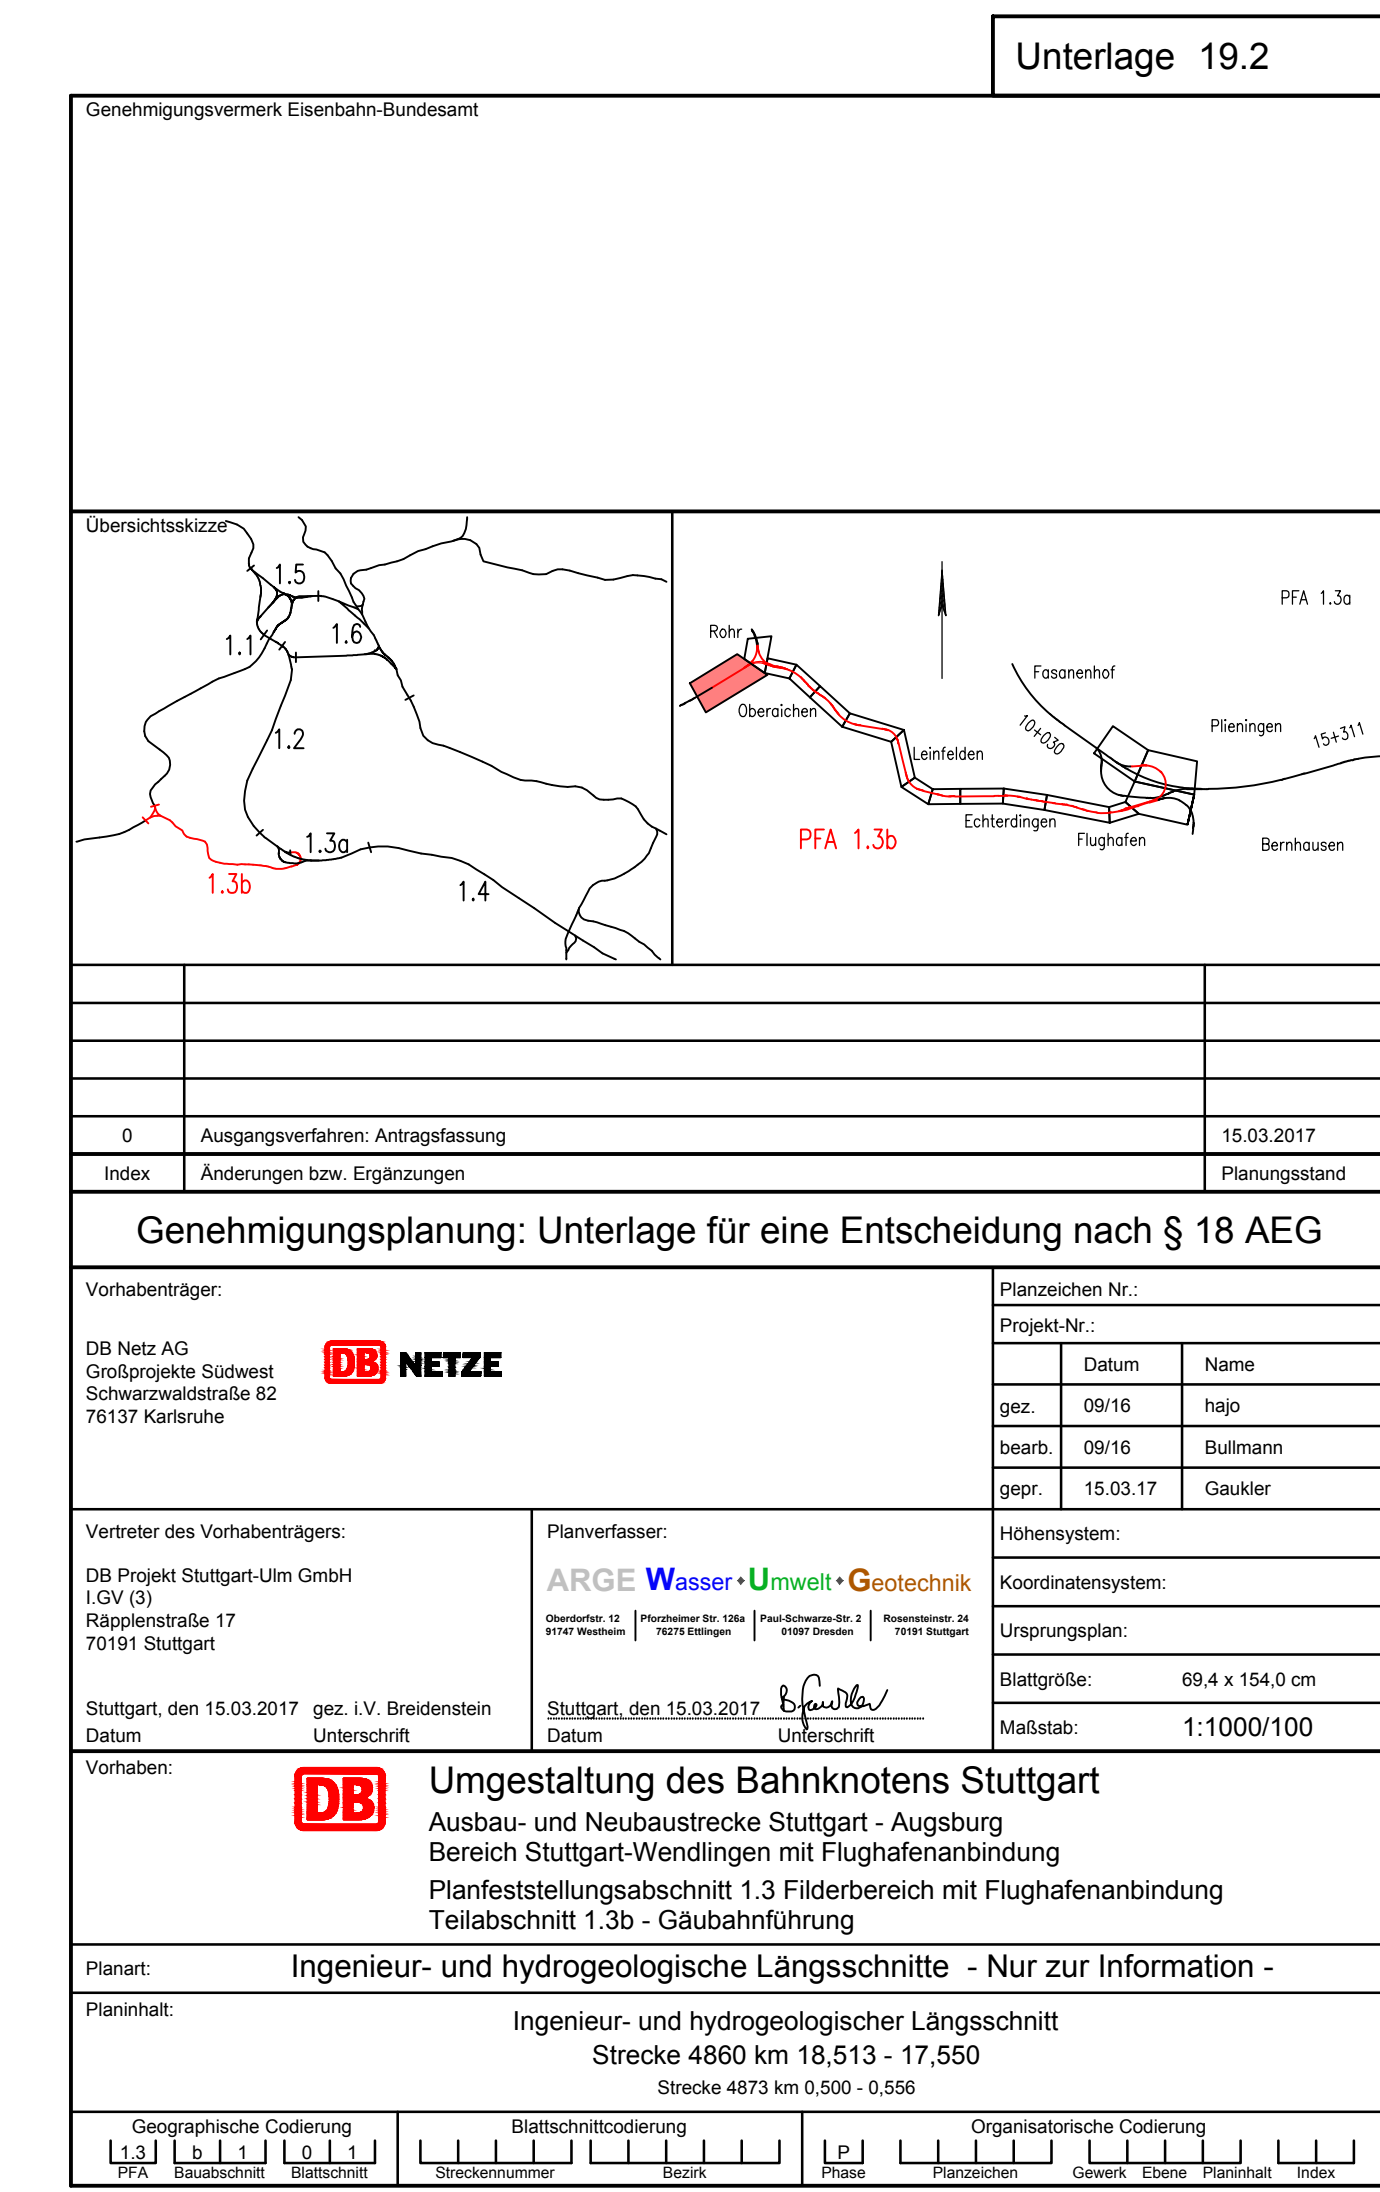 Unterlage 19.2
Genehmigungsvermerk Eisenbahn-Bundesamt
Übersichtsskizze
1.5
1.6
1.1
1.2
1.3a
1.3b
1.4
PFA 1.3a
Rohr
Fasanenhof
Oberaichen
Plieningen
10+030
15+311
Leinfelden
Echterdingen
PFA 1.3b
Flughafen
Bernhausen
0 Ausgangsverfahren: Antragsfassung 15.03.2017
Index Änderungen bzw. Ergänzungen Planungsstand
Genehmigungsplanung: Unterlage für eine Entscheidung nach § 18 AEG
Vorhabenträger:
DB Netz AG
Großprojekte Südwest
Schwarzwaldstraße 82
76137 Karlsruhe
DB NETZE
Planzeichen Nr.:
Projekt-Nr.:
Datum Name
gez. 09/16 hajo
bearb. 09/16 Bullmann
gepr. 15.03.17 Gaukler
Vertreter des Vorhabenträgers:
DB Projekt Stuttgart-Ulm GmbH
I.GV (3)
Räpplenstraße 17
70191 Stuttgart
Stuttgart, den 15.03.2017 gez. i.V. Breidenstein
Datum Unterschrift
Planverfasser:
ARGE Wasser Umwelt Geotechnik
Oberdorfstr. 12 Pforzheimer Str. 126a Paul-Schwarze-Str. 2 Rosensteinstr. 24
91747 Westheim 76275 Ettlingen 01097 Dresden 70191 Stuttgart
Stuttgart, den 15.03.2017 B. Gaukler
Datum Unterschrift
Höhensystem:
Koordinatensystem:
Ursprungsplan:
Blattgröße: 69,4 x 154,0 cm
Maßstab: 1:1000/100
Vorhaben:
DB
Umgestaltung des Bahnknotens Stuttgart
Ausbau- und Neubaustrecke Stuttgart - Augsburg
Bereich Stuttgart-Wendlingen mit Flughafenanbindung
Planfeststellungsabschnitt 1.3 Filderbereich mit Flughafenanbindung
Teilabschnitt 1.3b - Gäubahnführung
Planart: Ingenieur- und hydrogeologische Längsschnitte - Nur zur Information -
Planinhalt:
Ingenieur- und hydrogeologischer Längsschnitt
Strecke 4860 km 18,513 - 17,550
Strecke 4873 km 0,500 - 0,556
Geographische Codierung Blattschnittcodierung Organisatorische Codierung
1.3 b 1 0 1 P
PFA Bauabschnitt Blattschnitt Streckennummer Bezirk Phase Planzeichen Gewerk Ebene Planinhalt Index